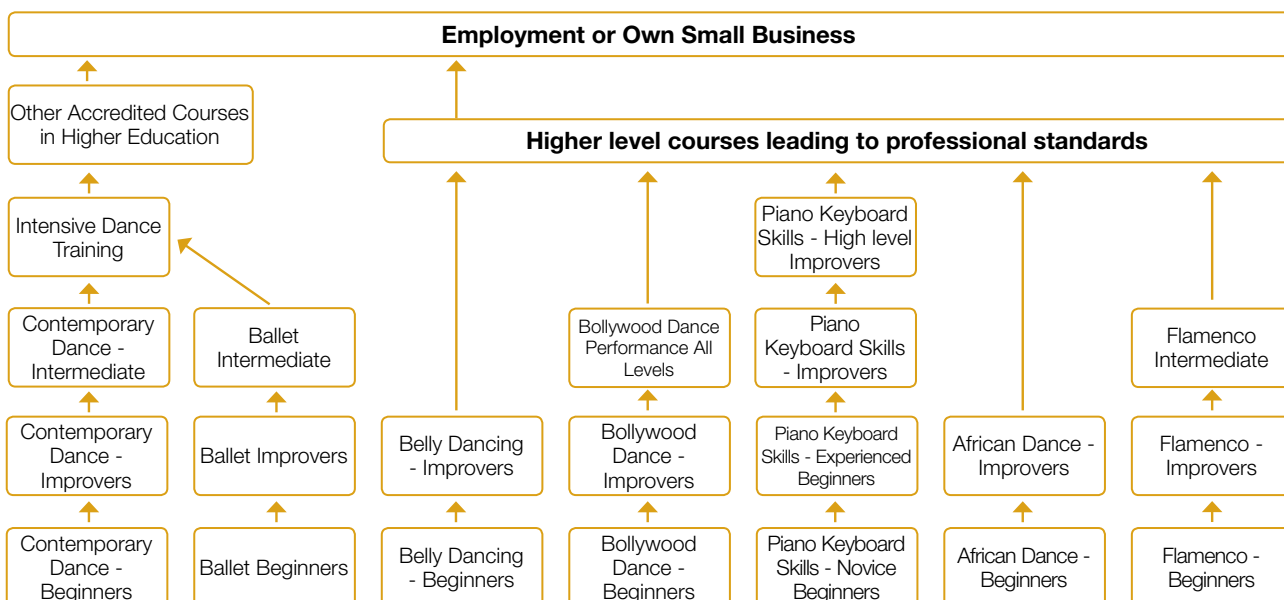 Employment or Own Small Business
Other Accredited Courses
in Higher Education
Higher level courses leading to professional standards
Intensive Dance
Training
Piano Keyboard
Skills - High level
Improvers
Contemporary
Dance -
Intermediate
Ballet
Intermediate
Bollywood Dance
Performance All
Levels
Piano
Keyboard Skills
- Improvers
Flamenco
Intermediate
Contemporary
Dance -
Improvers
Ballet Improvers
Belly Dancing
- Improvers
Bollywood
Dance -
Improvers
Piano Keyboard
Skills - Experienced
Beginners
African Dance -
Improvers
Flamenco -
Improvers
Contemporary
Dance -
Beginners
Ballet Beginners
Belly Dancing
- Beginners
Bollywood
Dance -
Beginners
Piano Keyboard
Skills - Novice
Beginners
African Dance -
Beginners
Flamenco -
Beginners